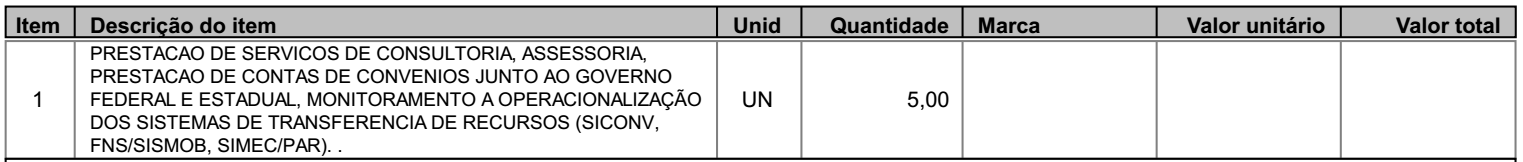 Item Descrição do item Unid Quantidade Marca Valor unitário Valor total
PRESTACAO DE SERVICOS DE CONSULTORIA, ASSESSORIA,
PRESTACAO DE CONTAS DE CONVENIOS JUNTO AO GOVERNO
1 FEDERAL E ESTADUAL, MONITORAMENTO A OPERACIONALIZAÇÃO UN 5,00
DOS SISTEMAS DE TRANSFERENCIA DE RECURSOS (SICONV,
FNS/SISMOB, SIMEC/PAR). .